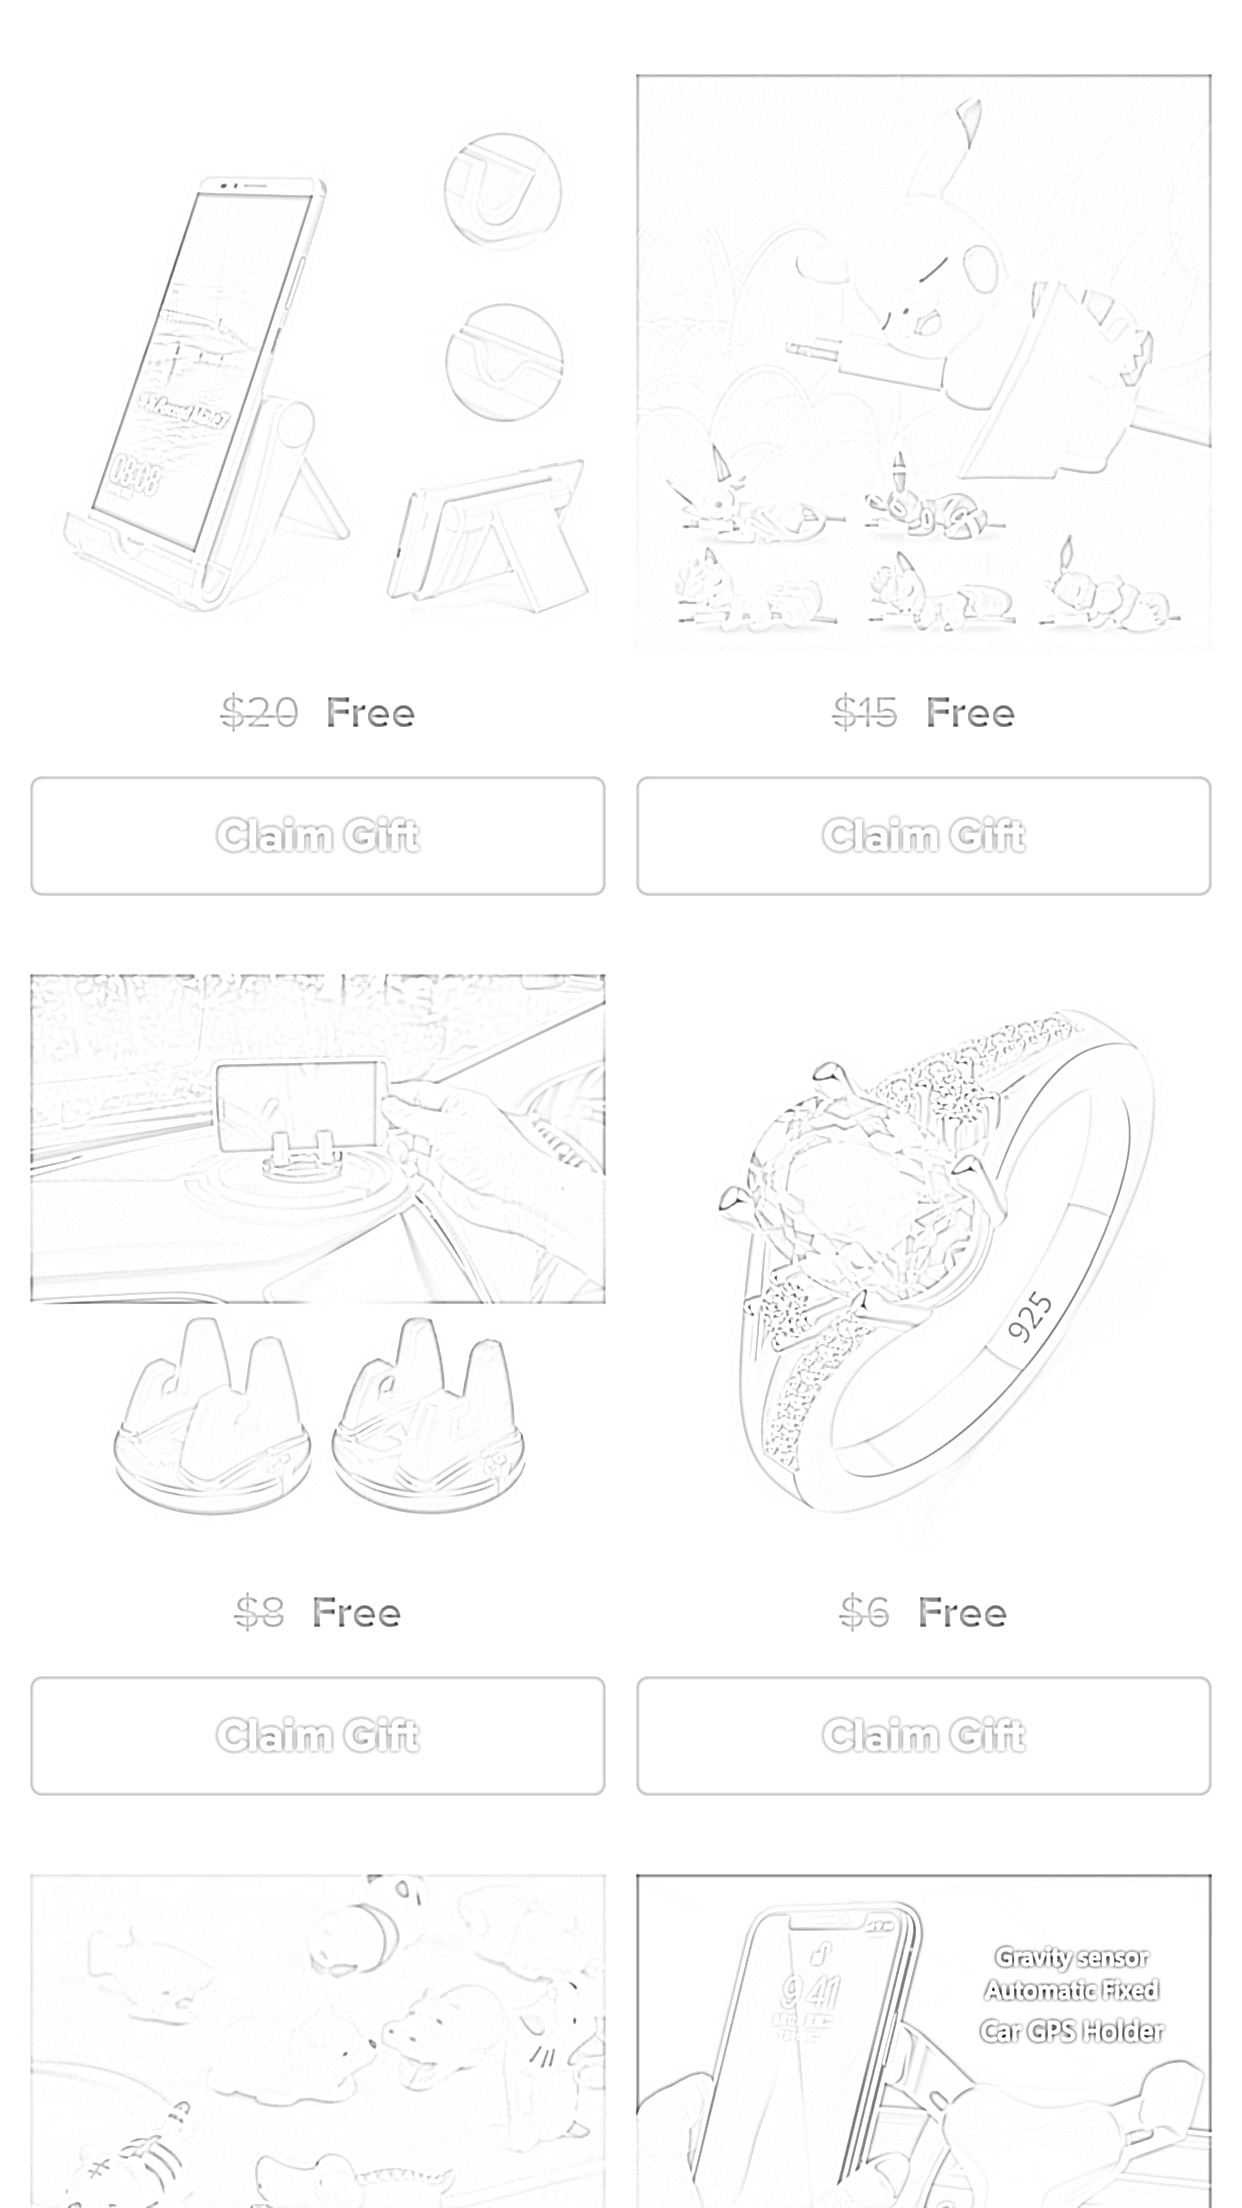 08:08
$20 Free
$15 Free
Claim Gift
Claim Gift
925
$8 Free
$6 Free
Claim Gift
Claim Gift
9:41
Gravity sensor
Automatic Fixed
Car GPS Holder